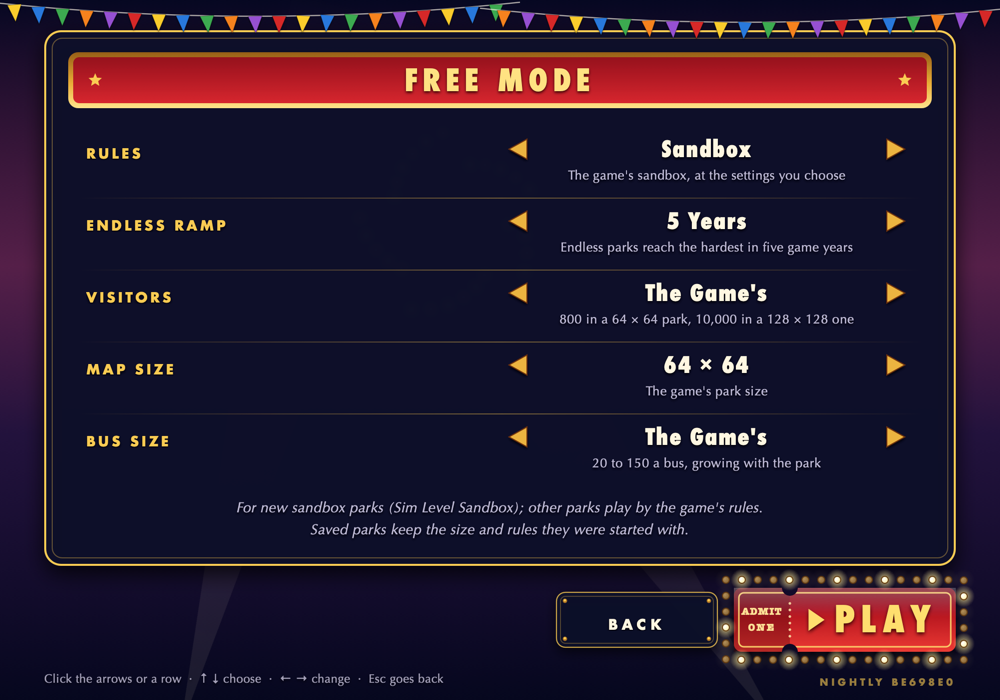 FREE MODE
RULES
Sandbox
The game's sandbox, at the settings you choose
ENDLESS RAMP
5 Years
Endless parks reach the hardest in five game years
VISITORS
The Game's
800 in a 64 × 64 park, 10,000 in a 128 × 128 one
MAP SIZE
64 × 64
The game's park size
BUS SIZE
The Game's
20 to 150 a bus, growing with the park
For new sandbox parks (Sim Level Sandbox); other parks play by the game's rules.
Saved parks keep the size and rules they were started with.
BACK
ADMIT
ONE
PLAY
Click the arrows or a row · ↑ ↓ choose · ← → change · Esc goes back
NIGHTLY BE698E0